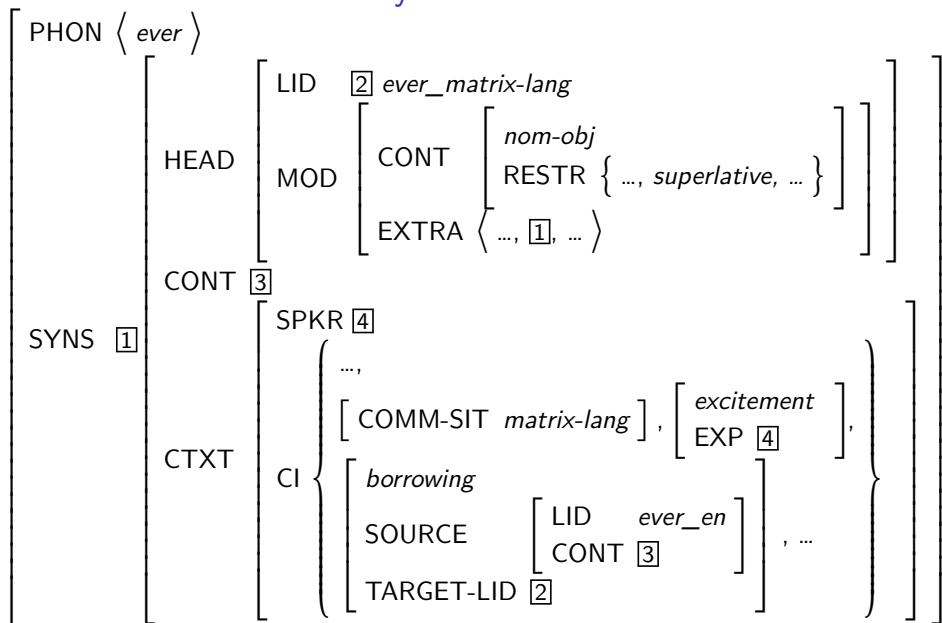 PHON ⟨ ever ⟩
LID 2 ever_matrix-lang
HEAD MOD CONT nom-obj
RESTR { …, superlative, … }
EXTRA ⟨ …, 1, … ⟩
CONT 3
SYNS 1
SPKR 4
CTXT CI { …,
[ COMM-SIT matrix-lang ] , [ excitement
EXP 4 ] ,
borrowing
SOURCE [ LID ever_en
CONT 3 ]
TARGET-LID 2 , … }